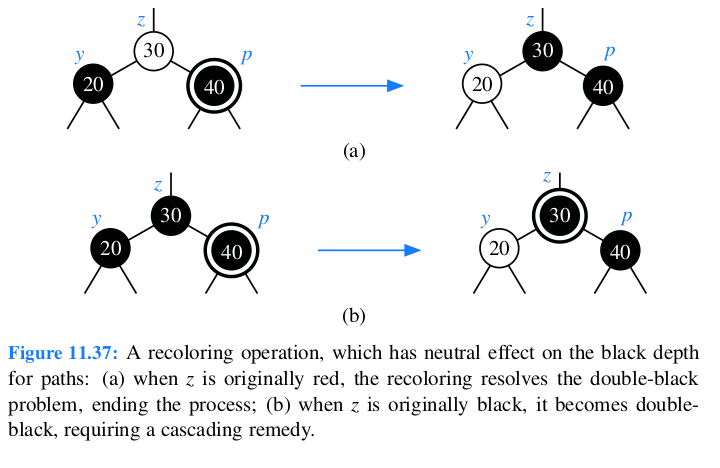 z z
y 30 p 30 p
20 40 y 20 40
(a)
z z
y 30 p y 30 p
20 40 20 40
(b)
Figure 11.37: A recoloring operation, which has neutral effect on the black depth
for paths: (a) when z is originally red, the recoloring resolves the double-black
problem, ending the process; (b) when z is originally black, it becomes double-
black, requiring a cascading remedy.